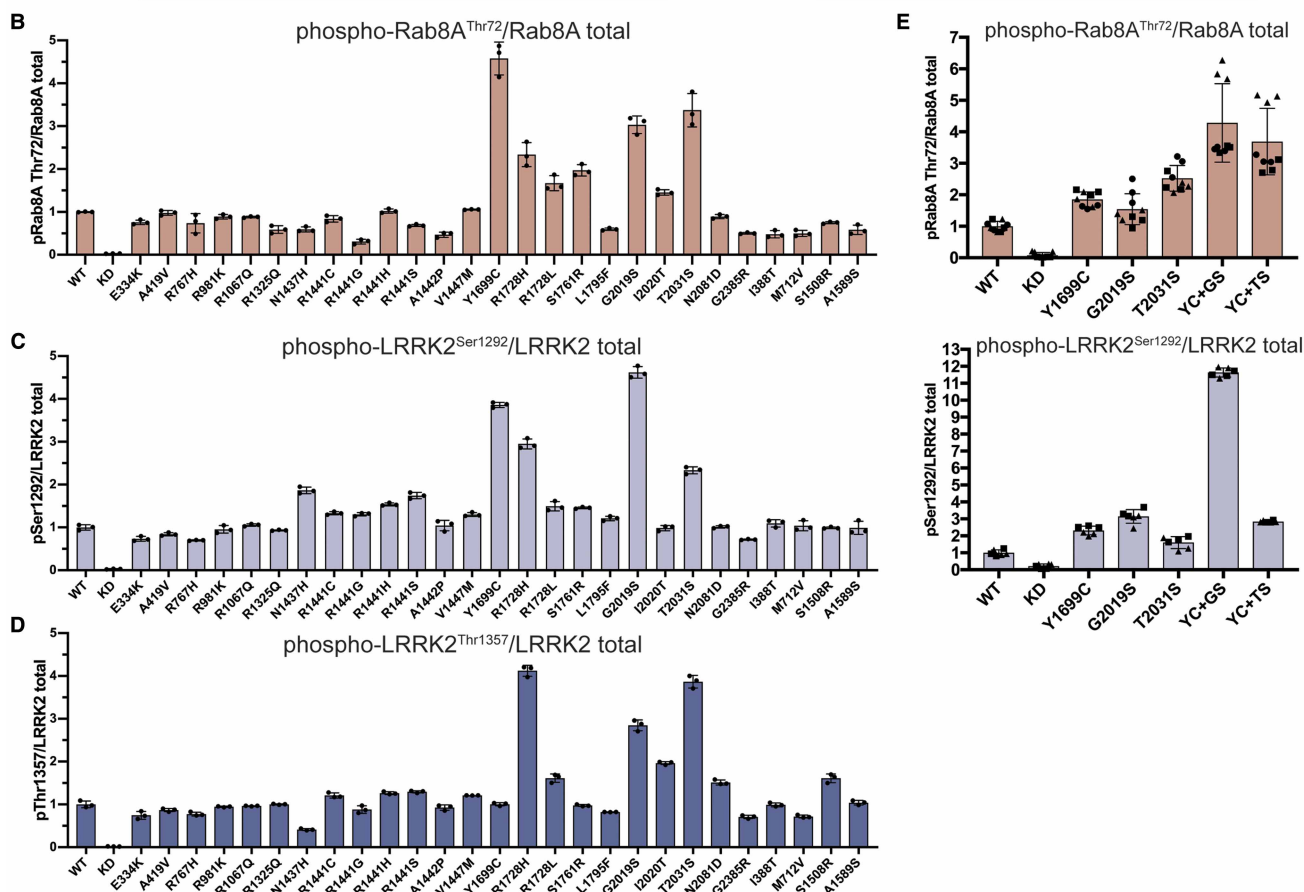 B
phospho-Rab8A^Thr72/Rab8A total
pRab8A Thr72/Rab8A total
5
4
3
2
1
0
WT KD E334K A419V R767H R981K R1067Q R1325Q N1437H R1441C R1441G R1441H R1441S A1442P V1447M Y1699C R1728H R1728L S1761R L1795F G2019S I2020T T2031S N2081D G2385R I388T M712V S1508R A1589S
C
phospho-LRRK2^Ser1292/LRRK2 total
pSer1292/LRRK2 total
5
4
3
2
1
0
WT KD E334K A419V R767H R981K R1067Q R1325Q N1437H R1441C R1441G R1441H R1441S A1442P V1447M Y1699C R1728H R1728L S1761R L1795F G2019S I2020T T2031S N2081D G2385R I388T M712V S1508R A1589S
D
phospho-LRRK2^Thr1357/LRRK2 total
pThr1357/LRRK2 total
5
4
3
2
1
0
WT KD E334K A419V R767H R981K R1067Q R1325Q N1437H R1441C R1441G R1441H R1441S A1442P V1447M Y1699C R1728H R1728L S1761R L1795F G2019S I2020T T2031S N2081D G2385R I388T M712V S1508R A1589S
E
phospho-Rab8A^Thr72/Rab8A total
pRab8A Thr72/Rab8A total
7
6
5
4
3
2
1
0
WT KD Y1699C G2019S T2031S YC+GS YC+TS
phospho-LRRK2^Ser1292/LRRK2 total
pSer1292/LRRK2 total
13
12
11
10
9
8
7
6
5
4
3
2
1
0
WT KD Y1699C G2019S T2031S YC+GS YC+TS